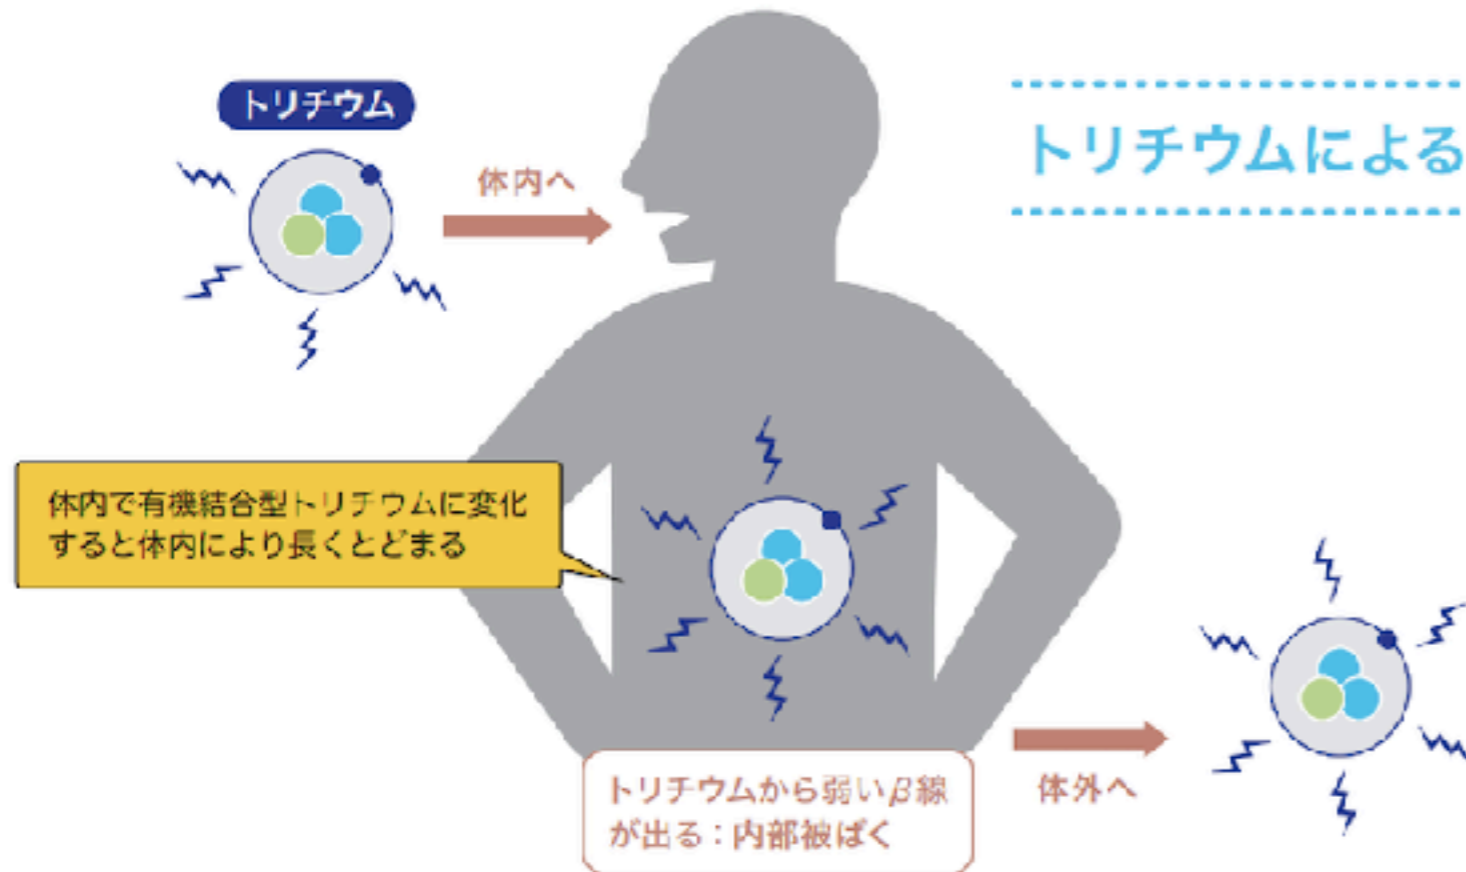 トリチウム
トリチウムによる
体内へ
体内で有機結合型トリチウムに変化
すると体内により長くとどまる
トリチウムから弱いβ線
が出る：内部被ばく
体外へ